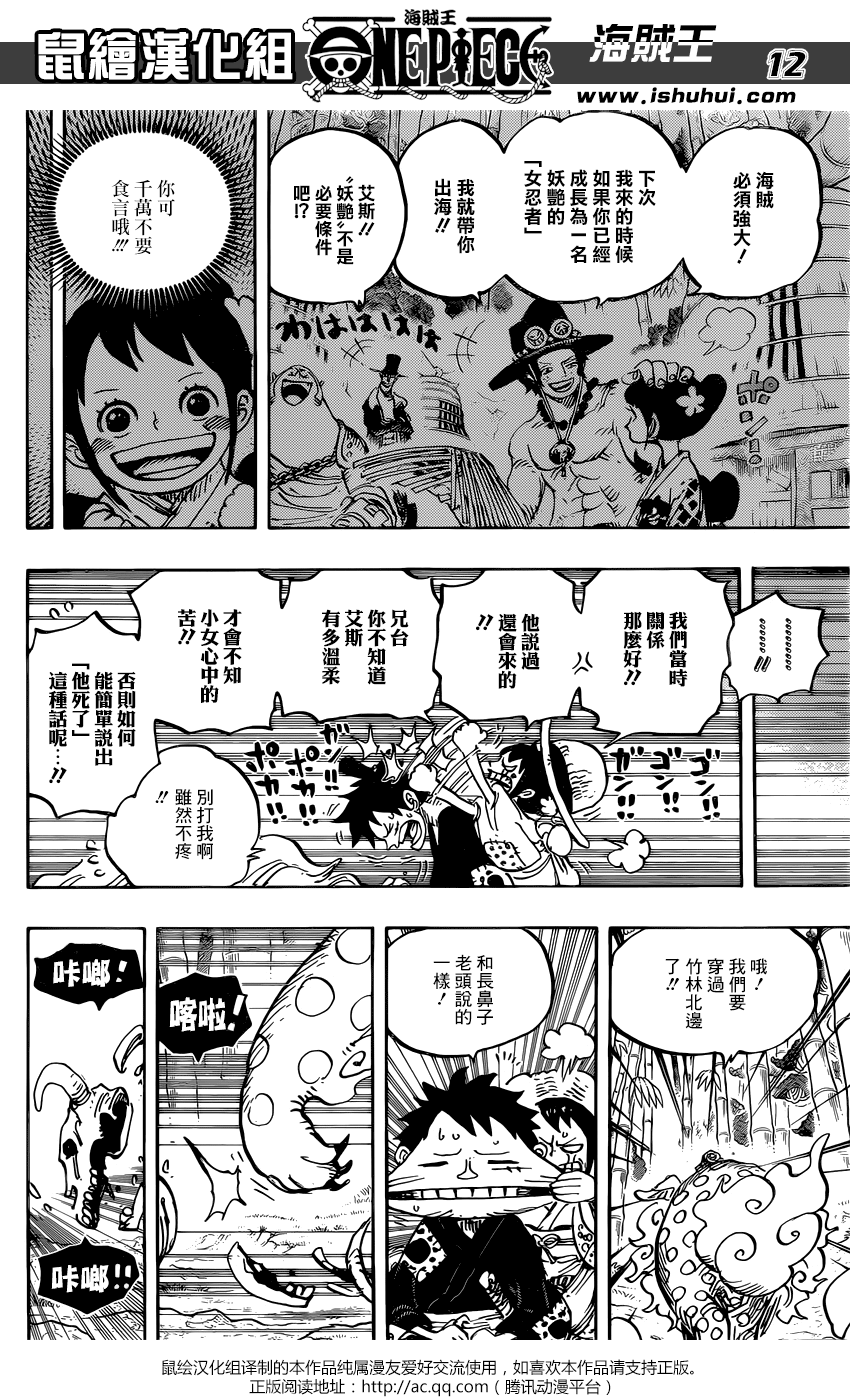 鼠繪漢化組
海賊王
ONE PIECE
海賊王
12
www.ishuhui.com
海賊
必須強大！
下次
我來的時候
如果你已經
成長為一名
妖艷的
「女忍者」
我就帶你
出海!!
艾斯!!
〝妖艷〞不是
必要條件
吧!?
わはははは
ポン!
你可
千萬不要
食言哦!!!
………… !!
我們當時
關係
那麼好!!
他説過
還會來的
!!
兄台
你不知道
艾斯
有多溫柔
才會不知
小女心中的
苦!!
否則如何
能簡單説出
「他死了」
這種話呢…!!
別打我啊
雖然不疼
!!
ゴン!
ゴン!
ガン!!
ガン!
ガン!!
ポカ!
ポカ!!
哦！
我們要
穿過
竹林北邊
了!!
和長鼻子
老頭說的
一樣！
喀啦！
咔啷！
咔啷!!
鼠绘汉化组译制的本作品纯属漫友爱好交流使用，如喜欢本作品请支持正版。
正版阅读地址：http://ac.qq.com（腾讯动漫平台）